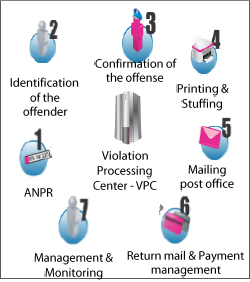 2
3
4
Identification
of the
offender
Confirmation of
the offense
Printing &
Stuffing
1
ANPR
Violation
Processing
Center - VPC
5
Mailing
post office
7
Management &
Monitoring
6
Return mail & Payment
management